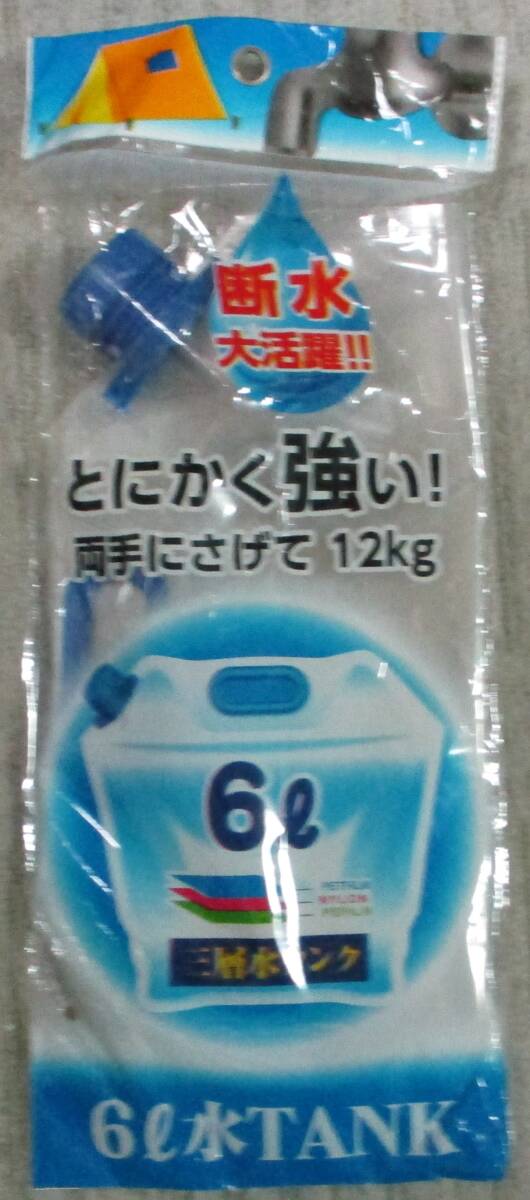 断水
大活躍!!
とにかく強い!
両手にさげて 12kg
6ℓ
NYLON
三層水タンク
6ℓ水TANK